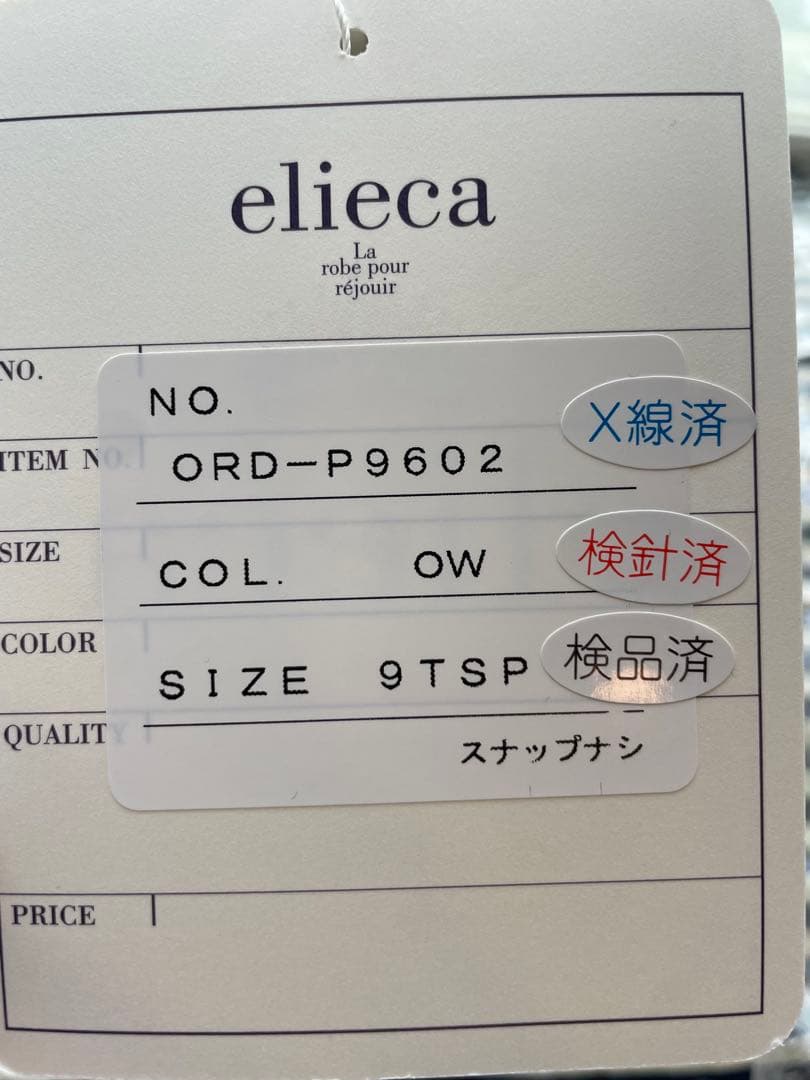 elieca
La
robe pour
réjouir
NO.
ITEM NO.
SIZE
COLOR
QUALITY
PRICE
NO.
ORD-P9602
COL. OW
SIZE 9TSP
スナップナシ
X線済
検針済
検品済